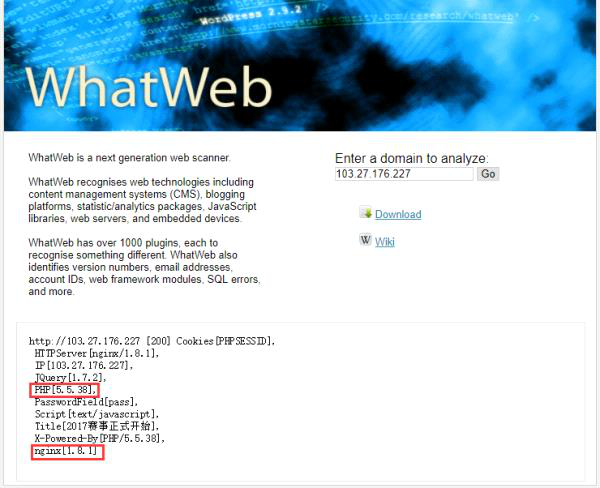 WordPress 2.5.2' />
WhatWeb
WhatWeb is a next generation web scanner.
WhatWeb recognises web technologies including
content management systems (CMS), blogging
platforms, statistic/analytics packages, JavaScript
libraries, web servers, and embedded devices.
WhatWeb has over 1000 plugins, each to
recognise something different. WhatWeb also
identifies version numbers, email addresses,
account IDs, web framework modules, SQL errors,
and more.
Enter a domain to analyze:
103.27.176.227 Go
Download
W Wiki
http://103.27.176.227 [200] Cookies[PHPSESSID],
HTTPServer[nginx/1.8.1],
IP[103.27.176.227],
JQuery[1.7.2],
PHP[5.5.38],
PasswordField[pass],
Script[text/javascript],
Title[2017赛事正式开始],
X-Powered-By[PHP/5.5.38],
nginx[1.8.1]